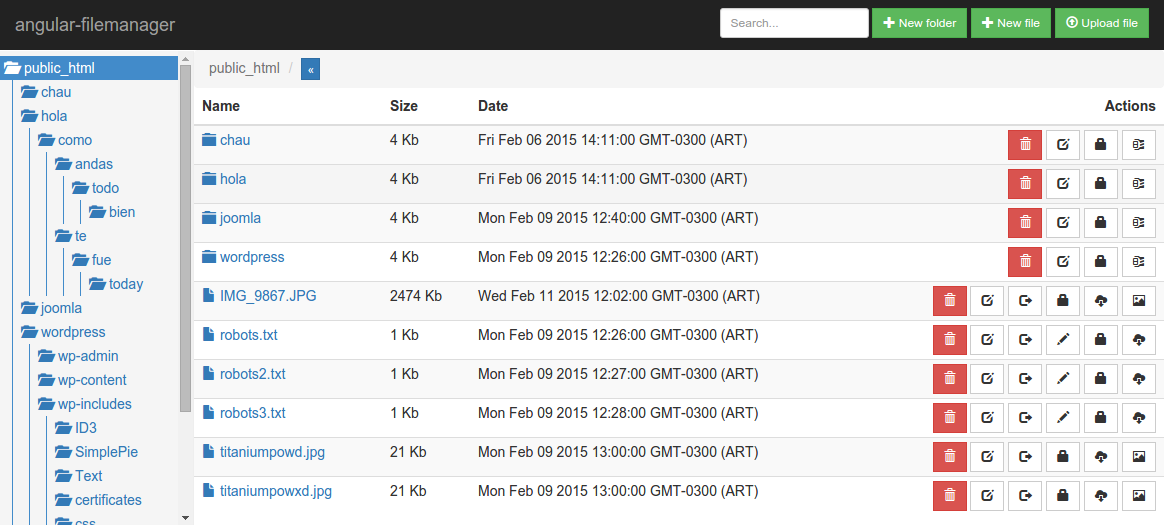 angular-filemanager
Search... New folder New file Upload file
public_html
chau
hola
como
andas
todo
bien
te
fue
today
joomla
wordpress
wp-admin
wp-content
wp-includes
ID3
SimplePie
Text
certificates
css
public_html / «
Name Size Date Actions
chau 4 Kb Fri Feb 06 2015 14:11:00 GMT-0300 (ART)
hola 4 Kb Fri Feb 06 2015 14:11:00 GMT-0300 (ART)
joomla 4 Kb Mon Feb 09 2015 12:40:00 GMT-0300 (ART)
wordpress 4 Kb Mon Feb 09 2015 12:26:00 GMT-0300 (ART)
IMG_9867.JPG 2474 Kb Wed Feb 11 2015 12:02:00 GMT-0300 (ART)
robots.txt 1 Kb Mon Feb 09 2015 12:26:00 GMT-0300 (ART)
robots2.txt 1 Kb Mon Feb 09 2015 12:27:00 GMT-0300 (ART)
robots3.txt 1 Kb Mon Feb 09 2015 12:28:00 GMT-0300 (ART)
titaniumpowd.jpg 21 Kb Mon Feb 09 2015 13:00:00 GMT-0300 (ART)
titaniumpowxd.jpg 21 Kb Mon Feb 09 2015 13:00:00 GMT-0300 (ART)